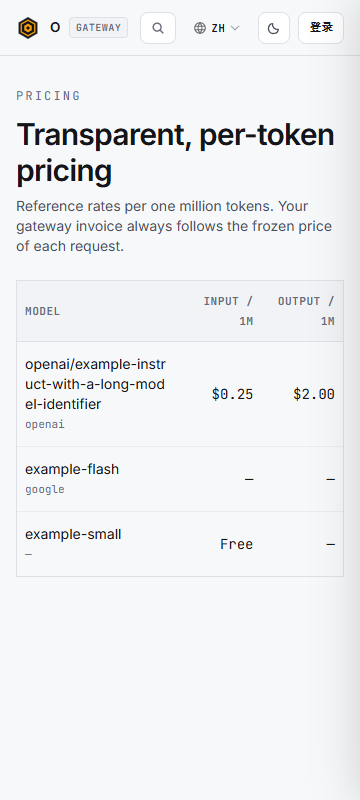 O GATEWAY ZH 登录
PRICING
Transparent, per-token
pricing
Reference rates per one million tokens. Your
gateway invoice always follows the frozen price
of each request.
MODEL INPUT / 1M OUTPUT / 1M
openai/example-instr
uct-with-a-long-mod
el-identifier
openai
$0.25 $2.00
example-flash
google
— —
example-small
—
Free —